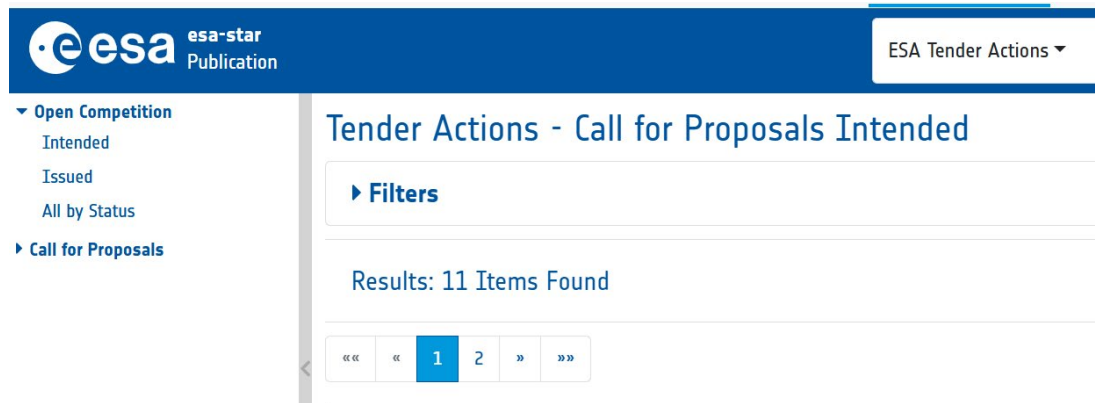 esa
esa-star
Publication
ESA Tender Actions
Open Competition
Intended
Issued
All by Status
Call for Proposals
Tender Actions - Call for Proposals Intended
Filters
Results: 11 Items Found
«« « 1 2 » »»